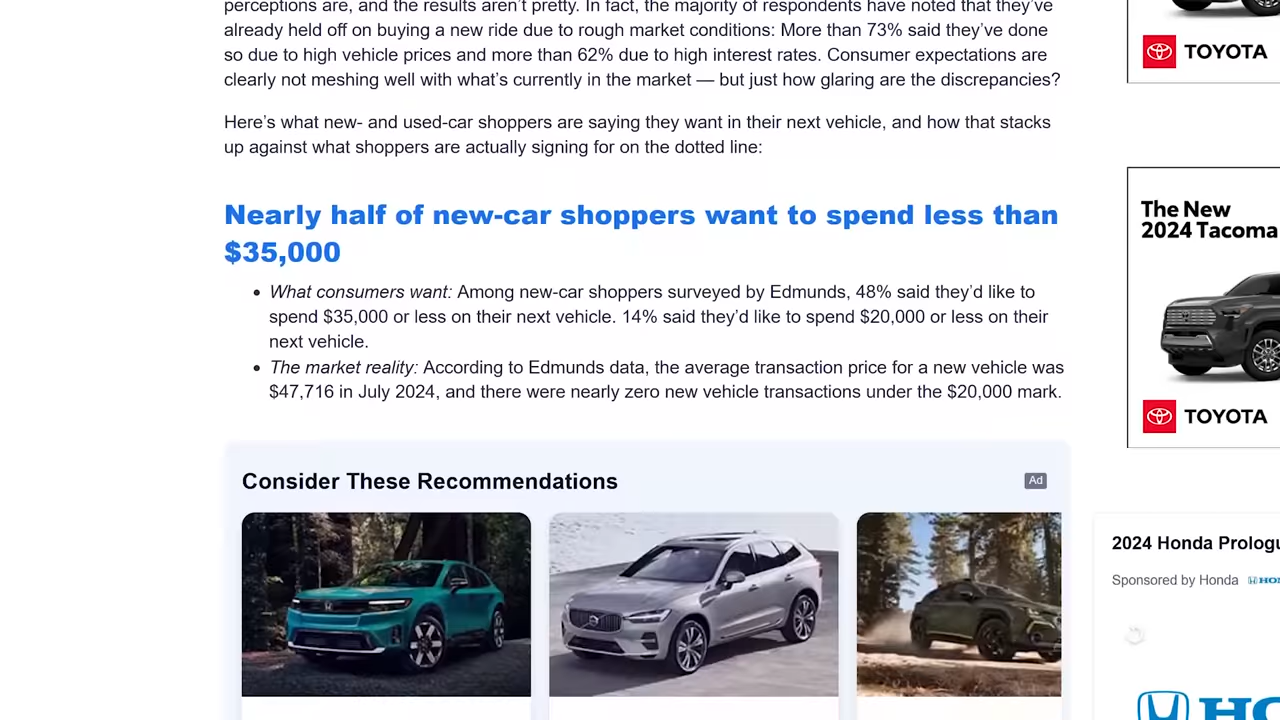 perceptions are, and the results aren't pretty. In fact, the majority of respondents have noted that they've
already held off on buying a new ride due to rough market conditions: More than 73% said they've done
so due to high vehicle prices and more than 62% due to high interest rates. Consumer expectations are
clearly not meshing well with what's currently in the market — but just how glaring are the discrepancies?
Here's what new- and used-car shoppers are saying they want in their next vehicle, and how that stacks
up against what shoppers are actually signing for on the dotted line:
Nearly half of new-car shoppers want to spend less than
$35,000
• What consumers want: Among new-car shoppers surveyed by Edmunds, 48% said they'd like to
spend $35,000 or less on their next vehicle. 14% said they'd like to spend $20,000 or less on their
next vehicle.
• The market reality: According to Edmunds data, the average transaction price for a new vehicle was
$47,716 in July 2024, and there were nearly zero new vehicle transactions under the $20,000 mark.
Consider These Recommendations
Ad
TOYOTA
The New
2024 Tacoma
TOYOTA
2024 Honda Prologu
Sponsored by Honda HON
HO